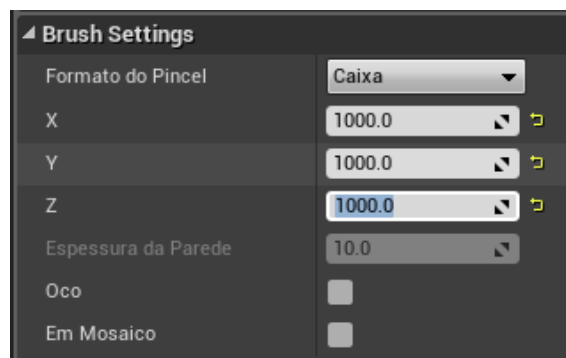 Brush Settings
Formato do Pincel Caixa
X 1000.0
Y 1000.0
Z 1000.0
Espessura da Parede 10.0
Oco
Em Mosaico